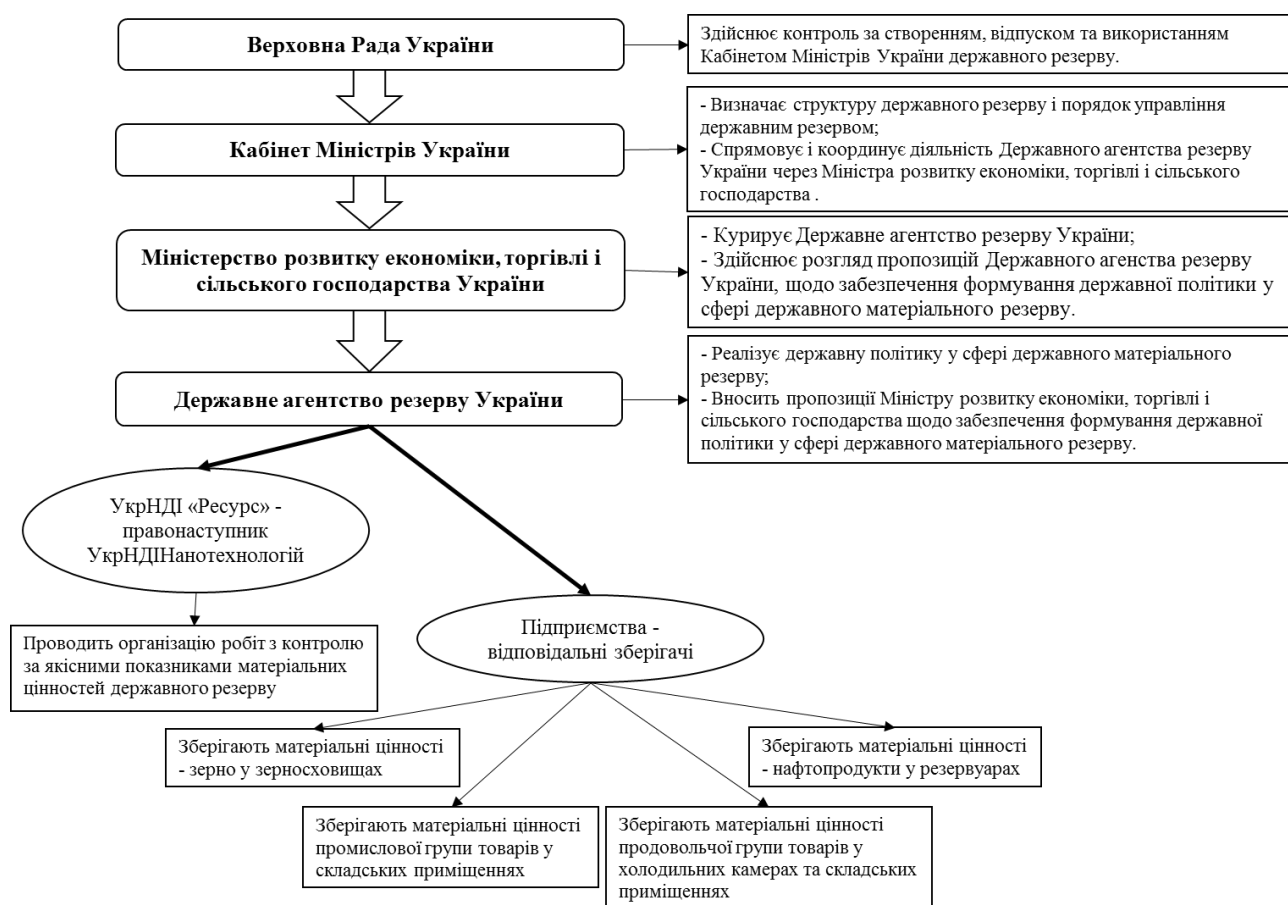 Верховна Рада України
Здійснює контроль за створенням, відпуском та використанням
Кабінетом Міністрів України державного резерву.
Кабінет Міністрів України
- Визначає структуру державного резерву і порядок управління
державним резервом;
- Спрямовує і координує діяльність Державного агентства резерву
України через Міністра розвитку економіки, торгівлі і сільського
господарства .
Міністерство розвитку економіки, торгівлі і
сільського господарства України
- Курирує Державне агентство резерву України;
- Здійснює розгляд пропозицій Державного агенства резерву
України, щодо забезпечення формування державної політики у
сфері державного матеріального резерву.
Державне агентство резерву України
- Реалізує державну політику у сфері державного матеріального
резерву;
- Вносить пропозиції Міністру розвитку економіки, торгівлі і
сільського господарства щодо забезпечення формування державної
політики у сфері державного матеріального резерву.
УкрНДІ «Ресурс» -
правонаступник
УкрНДІНанотехнологій
Проводить організацію робіт з контролю
за якісними показниками матеріальних
цінностей державного резерву
Підприємства -
відповідальні зберігачі
Зберігають матеріальні цінності
- зерно у зерносховищах
Зберігають матеріальні цінності
- нафтопродукти у резервуарах
Зберігають матеріальні цінності
промислової групи товарів у
складських приміщеннях
Зберігають матеріальні цінності
продовольчої групи товарів у
холодильних камерах та складських
приміщеннях